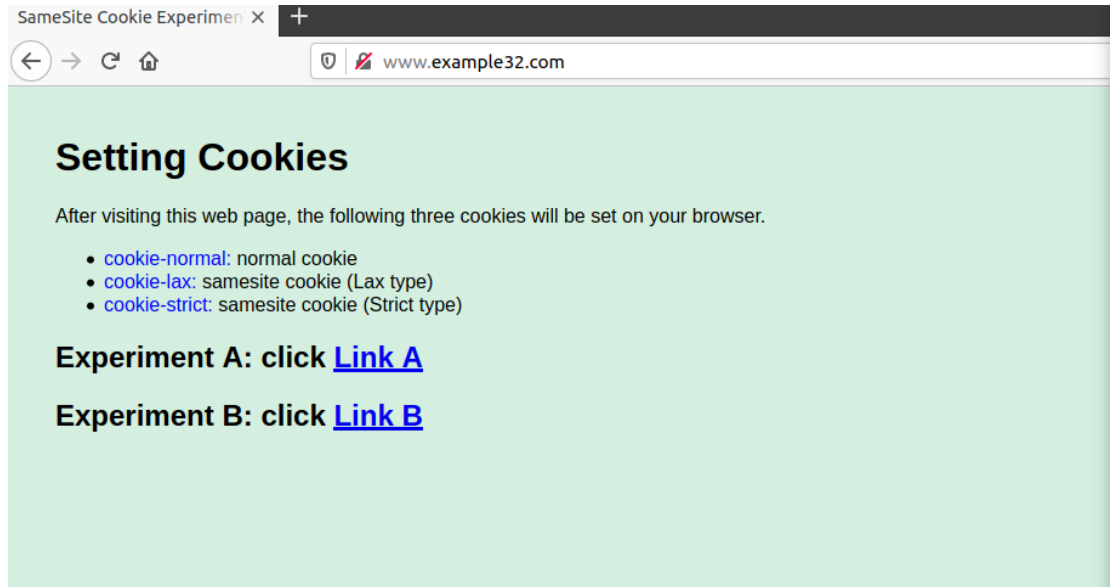 SameSite Cookie Experimen
www.example32.com
Setting Cookies
After visiting this web page, the following three cookies will be set on your browser.
cookie-normal: normal cookie
cookie-lax: samesite cookie (Lax type)
cookie-strict: samesite cookie (Strict type)
Experiment A: click Link A
Experiment B: click Link B